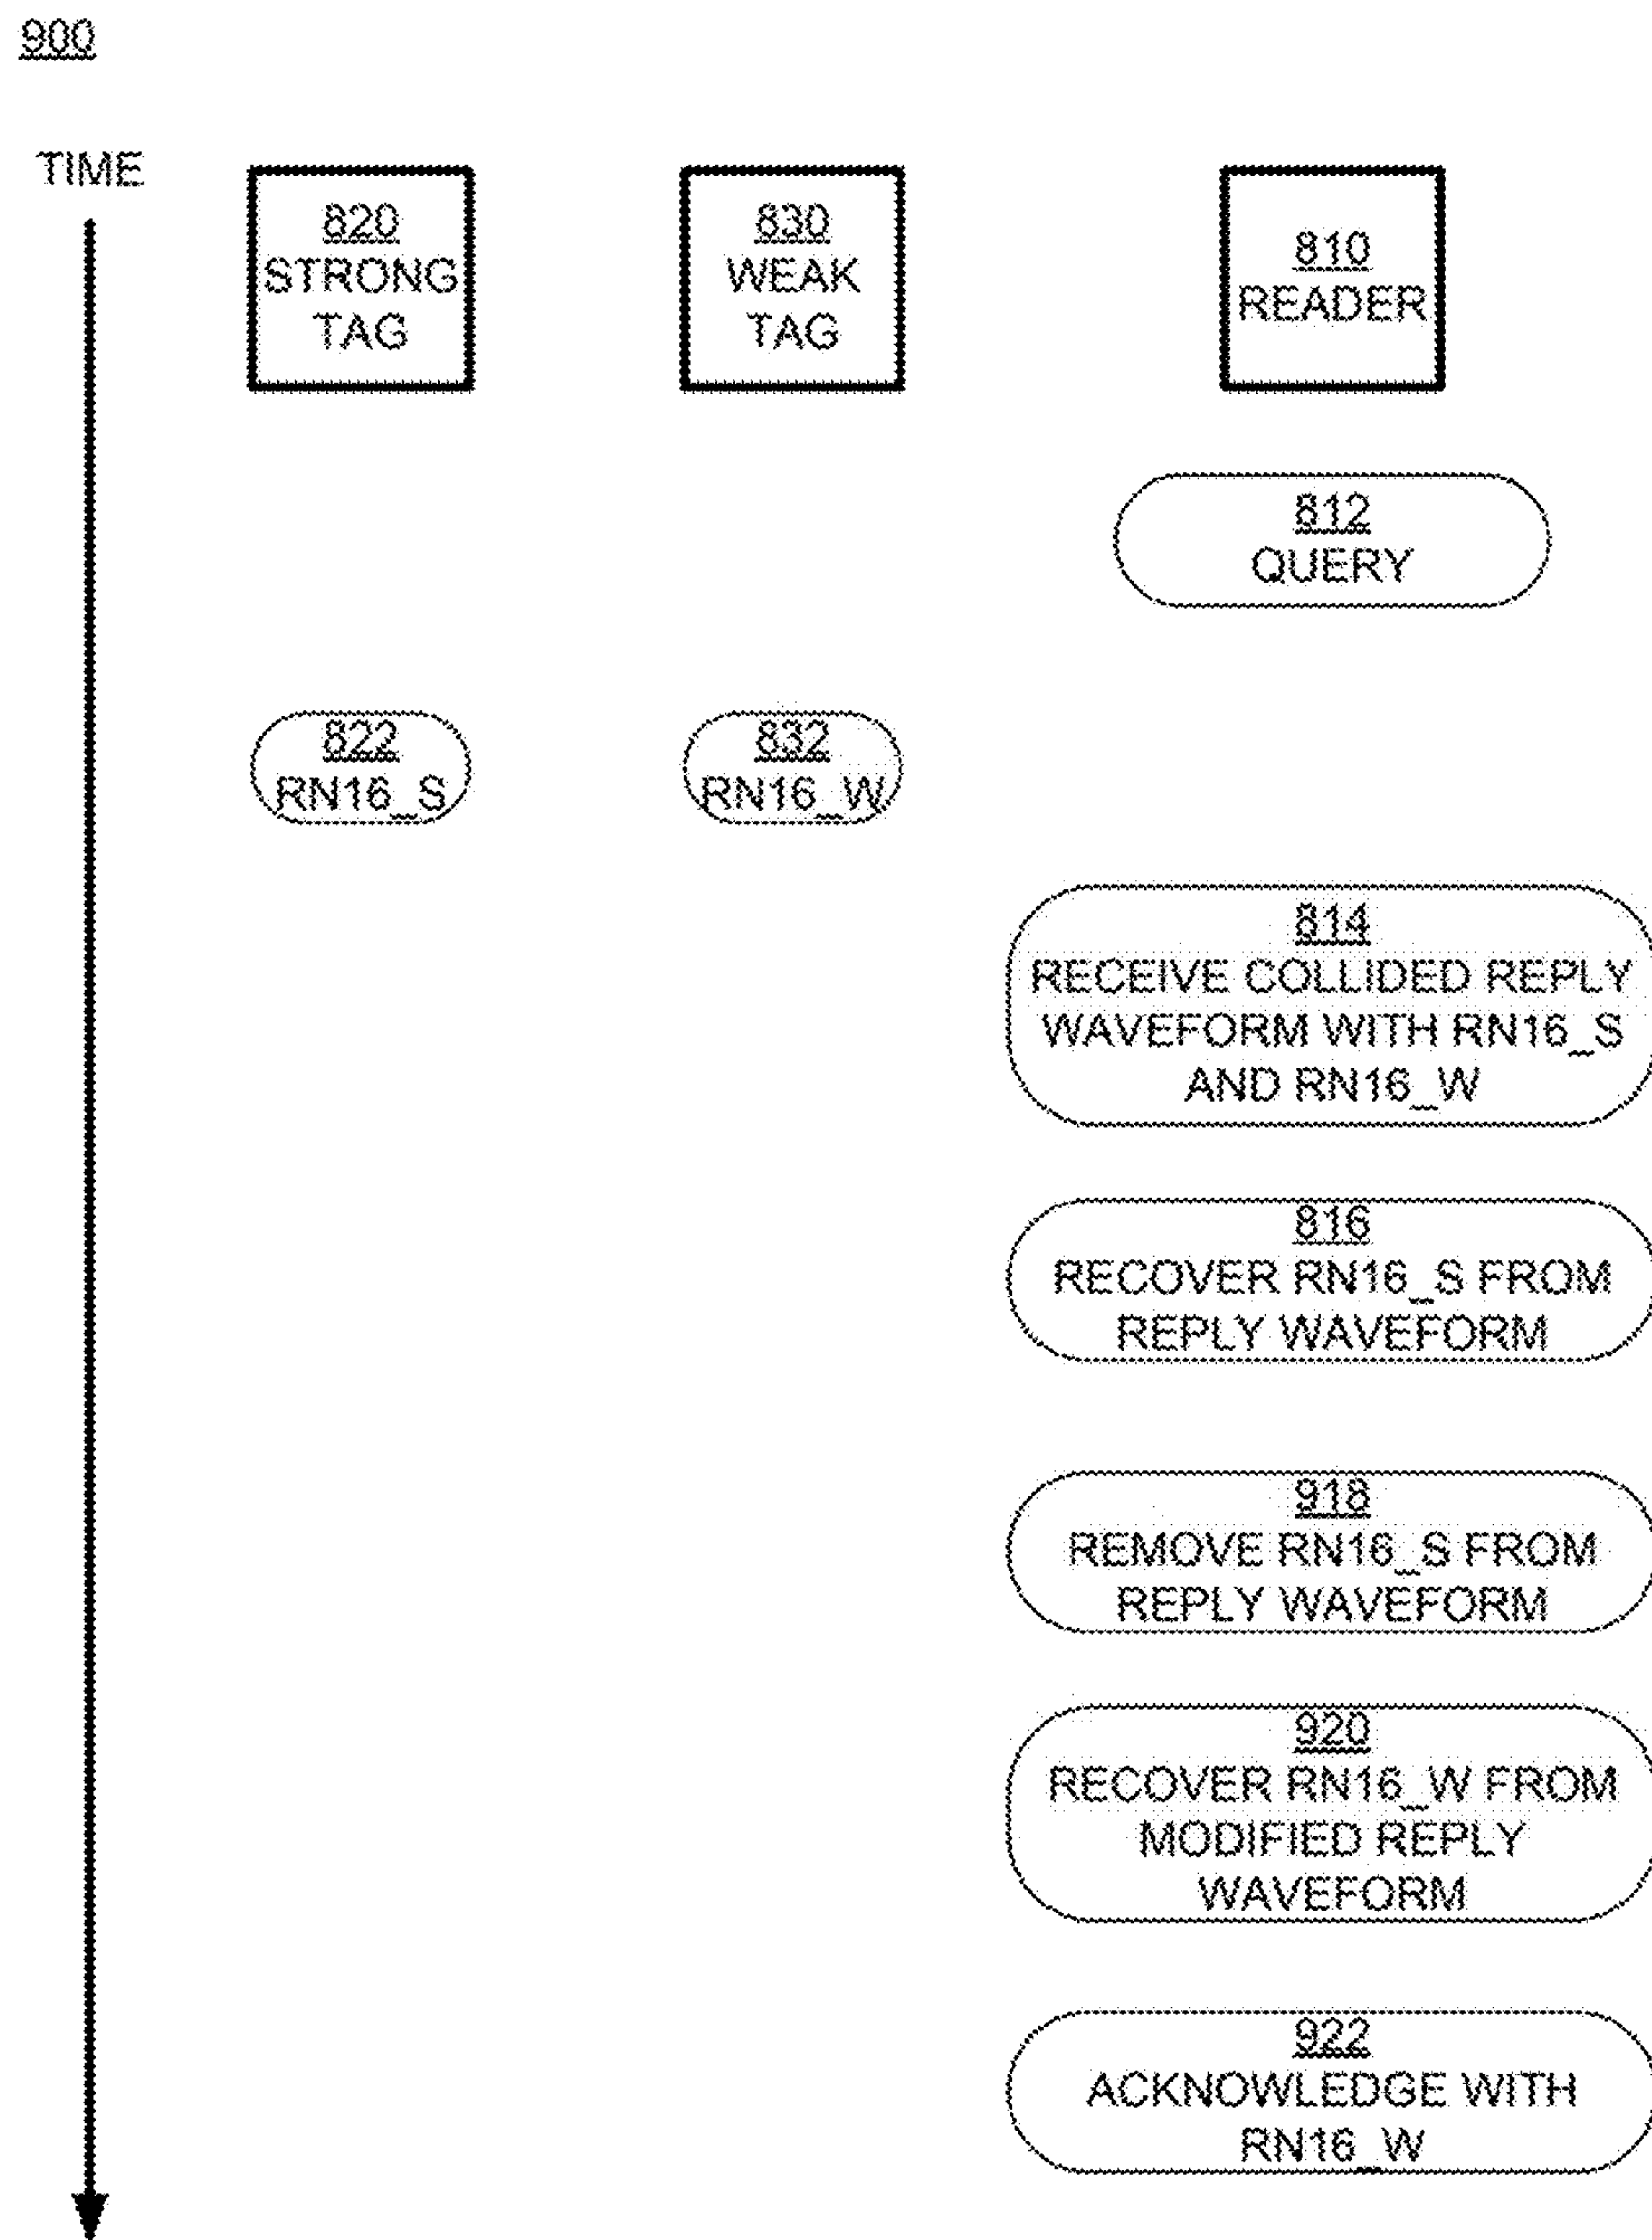 900
TIME
820
STRONG
TAG
830
WEAK
TAG
810
READER
812
QUERY
822
RN16_S
832
RN16_W
814
RECEIVE COLLIDED REPLY
WAVEFORM WITH RN16_S
AND RN16_W
816
RECOVER RN16_S FROM
REPLY WAVEFORM
918
REMOVE RN16_S FROM
REPLY WAVEFORM
920
RECOVER RN16_W FROM
MODIFIED REPLY
WAVEFORM
922
ACKNOWLEDGE WITH
RN16_W